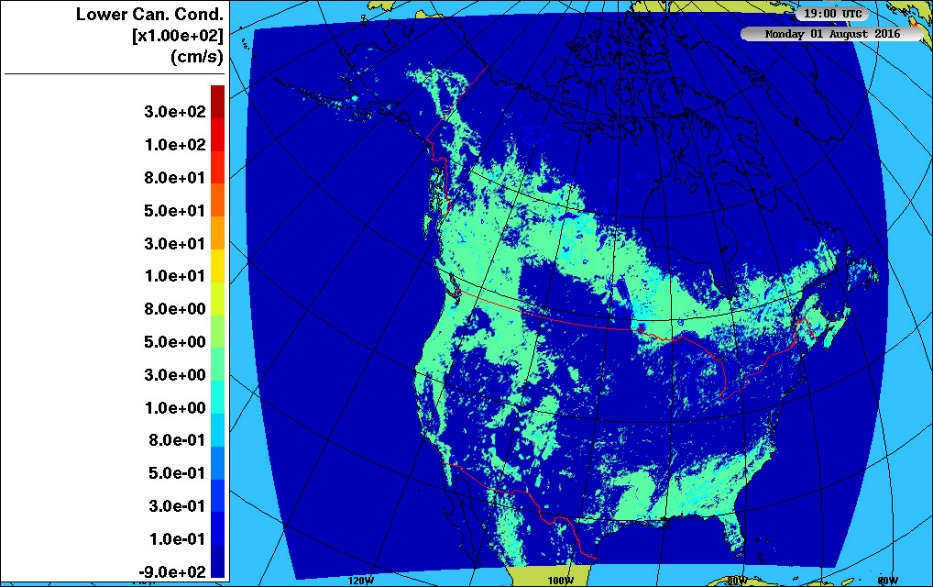 Lower Can. Cond.
[x1.00e+02]
(cm/s)
3.0e+02
1.0e+02
8.0e+01
5.0e+01
3.0e+01
1.0e+01
8.0e+00
5.0e+00
3.0e+00
1.0e+00
8.0e-01
5.0e-01
3.0e-01
1.0e-01
-9.0e+02
19:00 UTC
Monday 01 August 2016
120W
100W
80W
60W